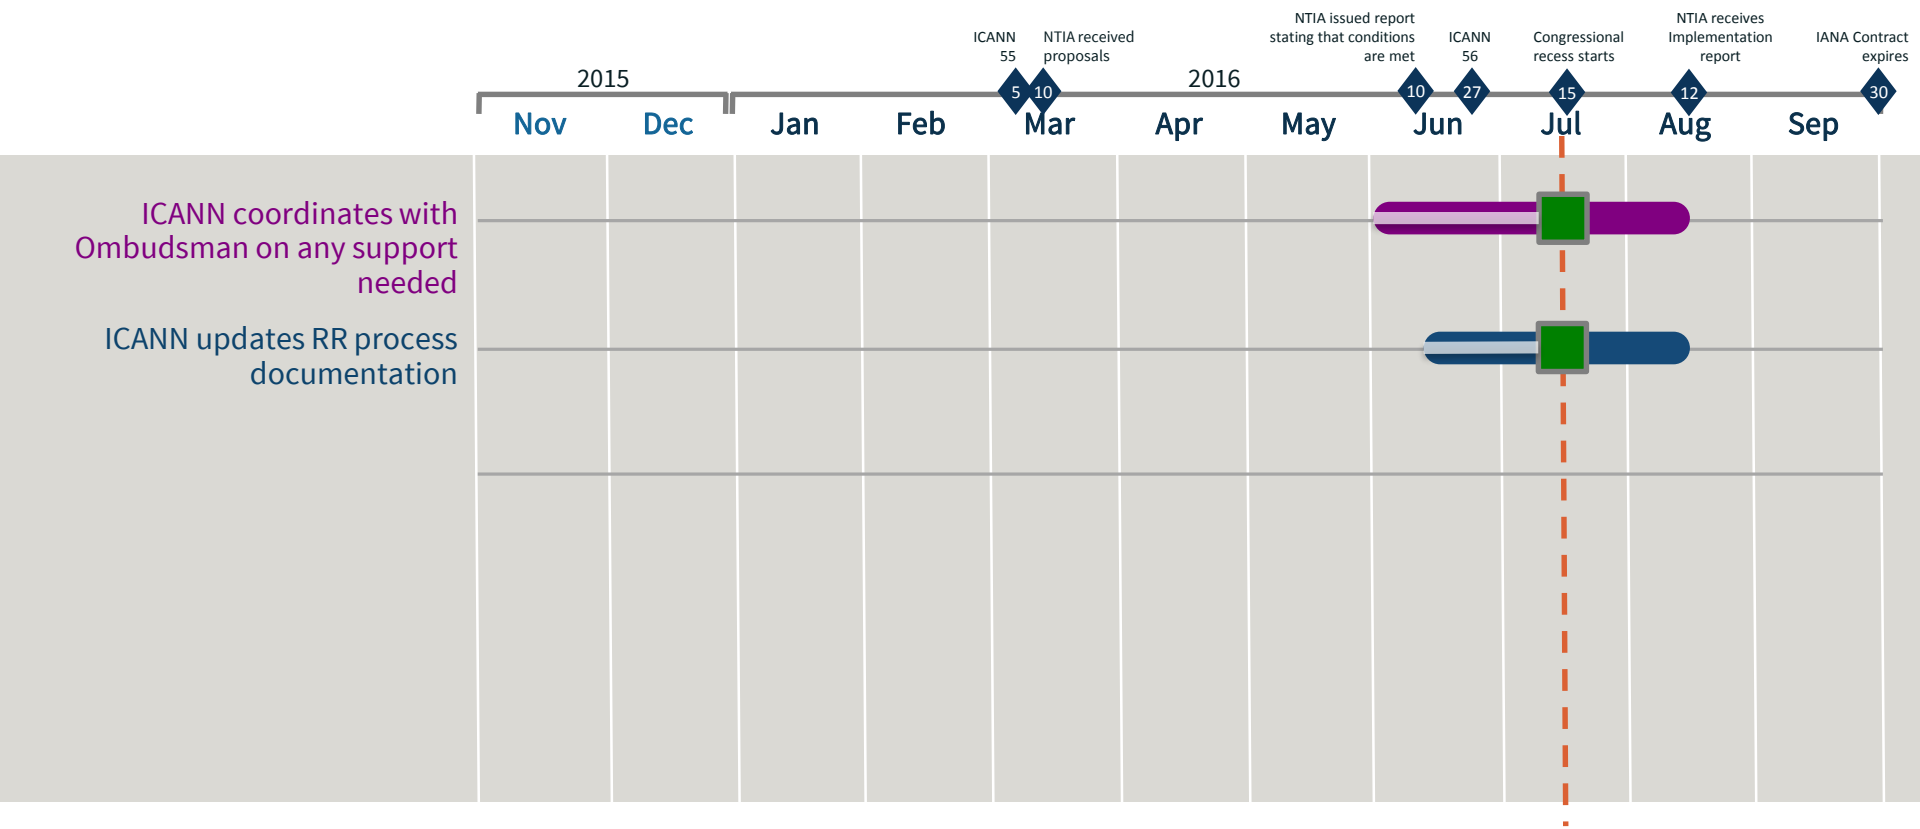 NTIA issued report
stating that conditions
are met
ICANN
55
NTIA received
proposals
ICANN
56
Congressional
recess starts
NTIA receives
Implementation
report
IANA Contract
expires
2015
2016
5
10
10
27
15
12
30
Nov
Dec
Jan
Feb
Mar
Apr
May
Jun
Jul
Aug
Sep
ICANN coordinates with
Ombudsman on any support
needed
ICANN updates RR process
documentation